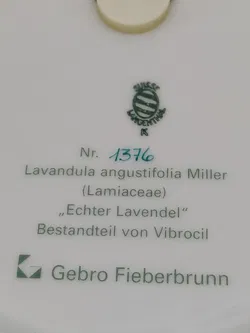 Nr. 1376
Lavandula angustifolia Miller
(Lamiaceae)
„Echter Lavendel"
Bestandteil von Vibrocil
Gebro Fieberbrunn